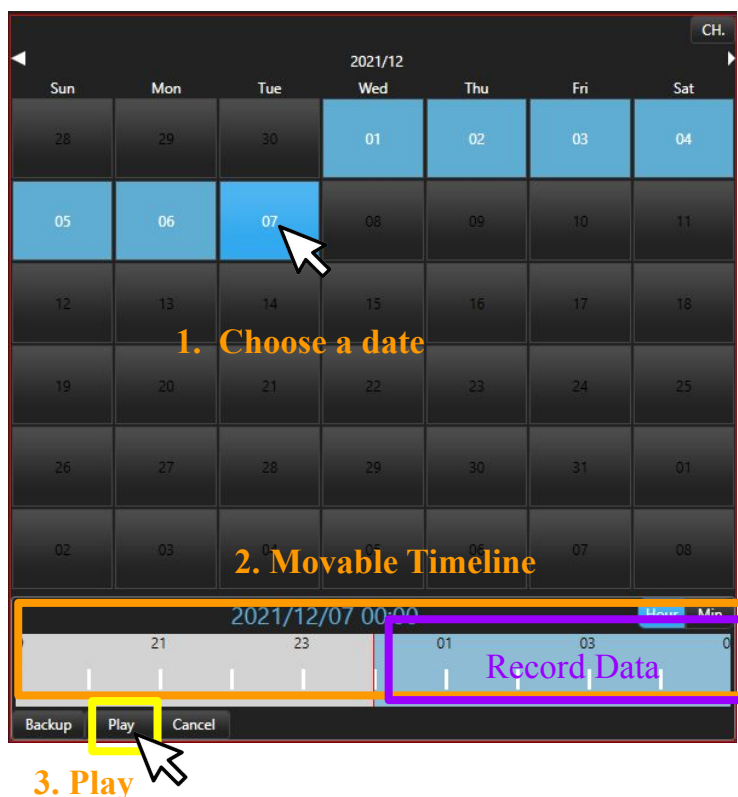 CH.
2021/12
Sun Mon Tue Wed Thu Fri Sat
28 29 30 01 02 03 04
05 06 07 08 09 10 11
12 13 14 15 16 17 18
1. Choose a date
19 20 21 22 23 24 25
26 27 28 29 30 31 01
02 03 04 05 06 07 08
2. Movable Timeline
2021/12/07 00:00 Hour Min
21 23 01 03
Record Data
Backup Play Cancel
3. Play